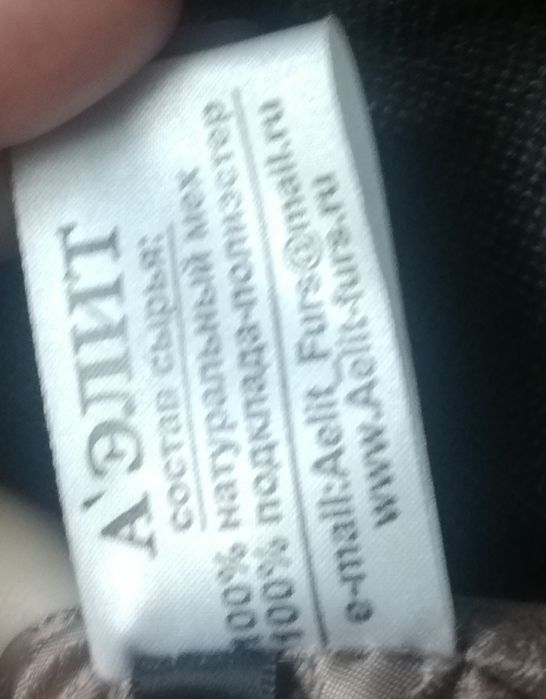 А'ЭЛИТ
состав сырья:
100% натуральный мех
100% подклада-полиэстер
e-mail:Aelit_Furs@mail.ru
www.Aelit-furs.ru